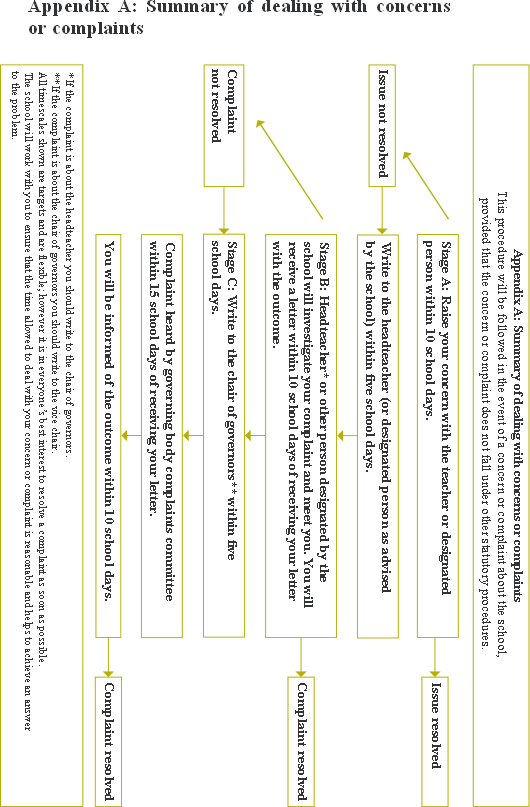 Appendix A: Summary of dealing with concerns
or complaints
Appendix A: Summary of dealing with concerns or complaints
This procedure will be followed in the event of a concern or complaint about the school,
provided that the concern or complaint does not fall under other statutory procedures.
Stage A: Raise your concern with the teacher or designated
person within 10 school days.
Issue resolved
Issue not resolved
Write to the headteacher (or designated person as advised
by the school) within five school days.
Stage B: Headteacher* or other person designated by the
school will investigate your complaint and meet you. You will
receive a letter within 10 school days of receiving your letter
with the outcome.
Complaint resolved
Complaint
not resolved
Stage C: Write to the chair of governors** within five
school days.
Complaint heard by governing body complaints committee
within 15 school days of receiving your letter.
You will be informed of the outcome within 10 school days.
Complaint resolved
* If the complaint is about the headteacher you should write to the chair of governors.
** If the complaint is about the chair of governors you should write to the vice chair.
All timescales shown are targets and are flexible; however it is in everyone's best interest to resolve a complaint as soon as possible.
The school will work with you to ensure that the time allowed to deal with your concern or complaint is reasonable and helps to achieve an answer
to the problem.